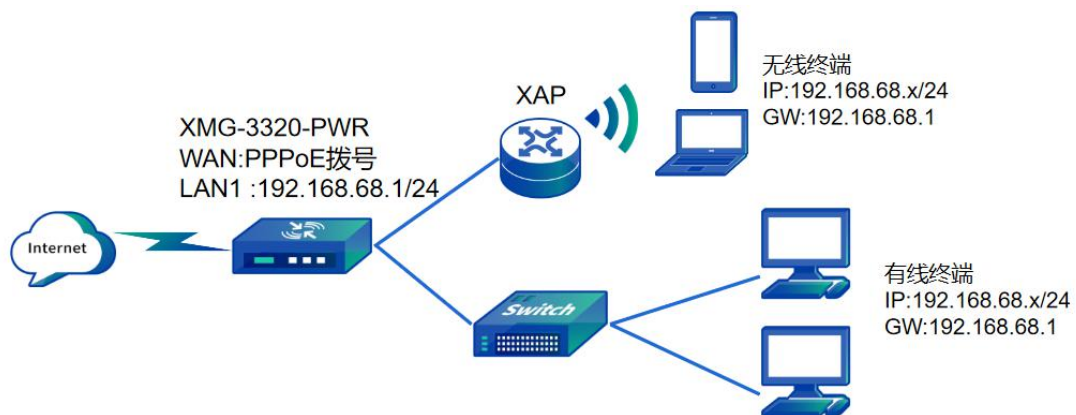 Internet
XMG-3320-PWR
WAN:PPPoE拨号
LAN1 :192.168.68.1/24
XAP
无线终端
IP:192.168.68.x/24
GW:192.168.68.1
Switch
有线终端
IP:192.168.68.x/24
GW:192.168.68.1